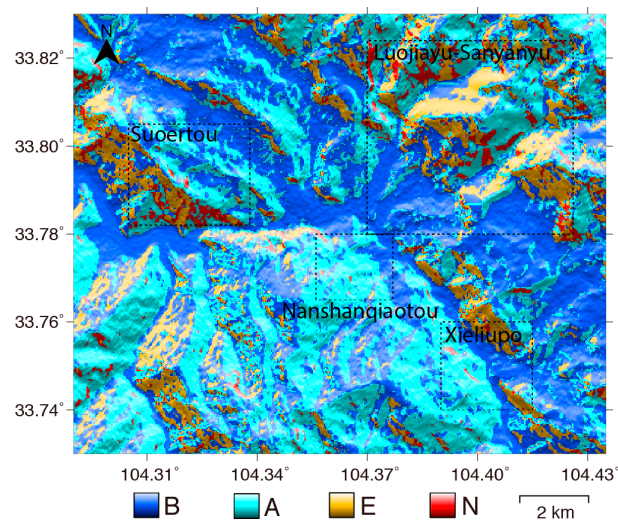 N
33.82°
33.80°
33.78°
33.76°
33.74°
Luojiayu-Sanyanyu
Suoertou
Nanshanqiaotou
Xieliupo
104.31°
104.34°
104.37°
104.40°
104.43°
B
A
E
N
2 km